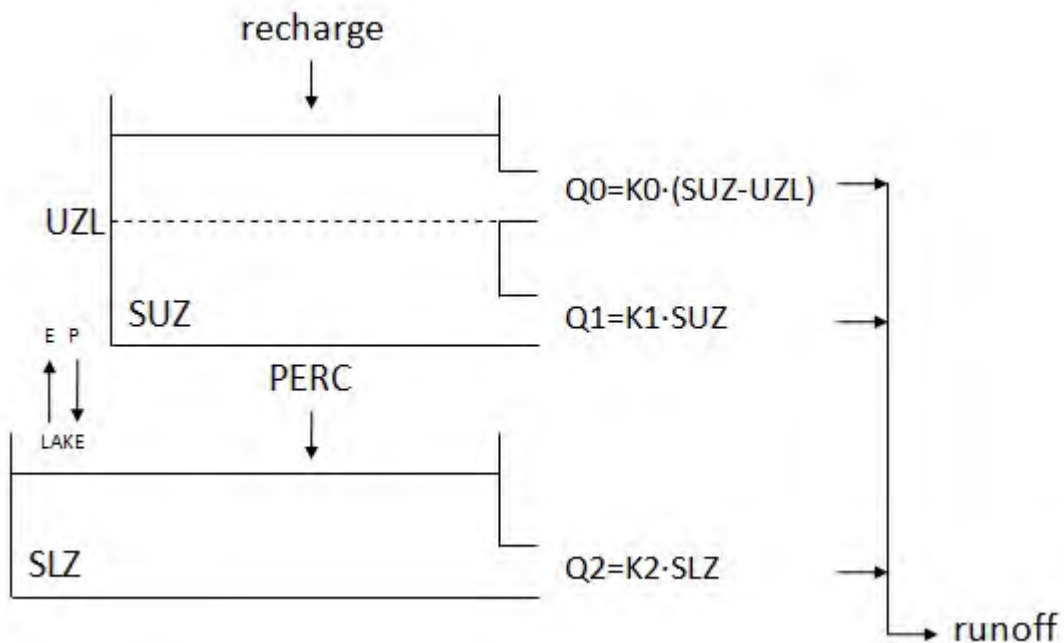 recharge
Q0=K0·(SUZ-UZL)
UZL
SUZ
Q1=K1·SUZ
E P
PERC
LAKE
SLZ
Q2=K2·SLZ
runoff